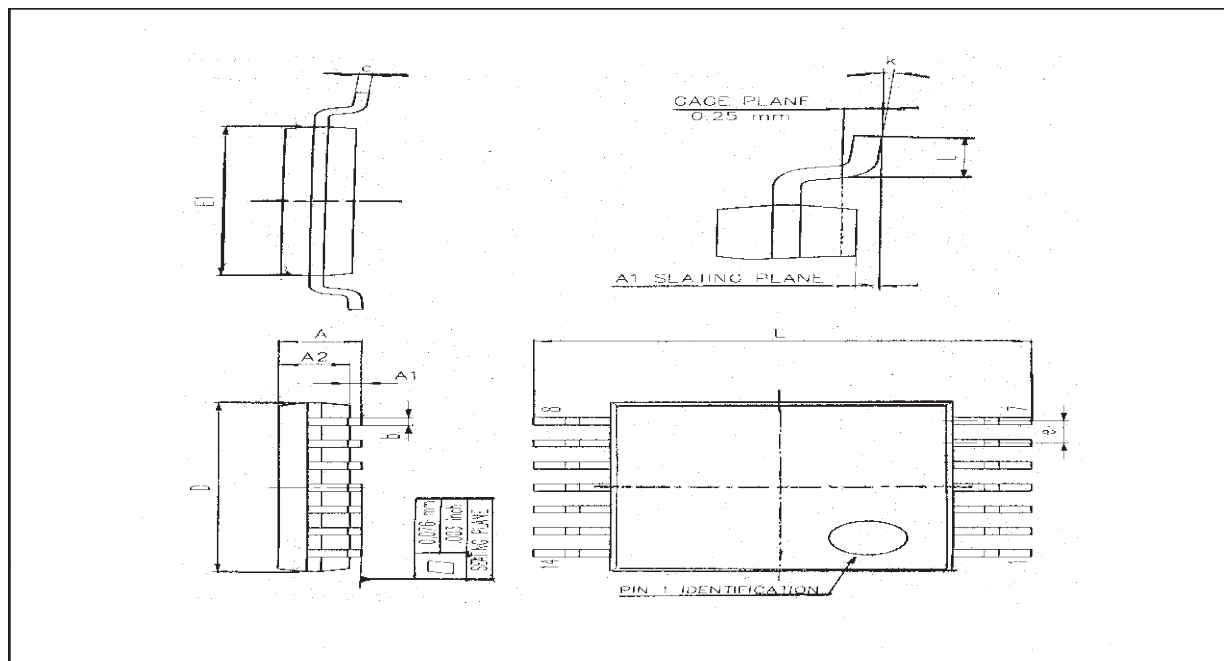 c
k
GAGE PLANE
0.25 mm
L
E1
A1 SEATING PLANE
A
A2
A1
b
D
0.076 mm
.003 inch
SEATING PLANE
E
8
7
e
14
1
PIN 1 IDENTIFICATION